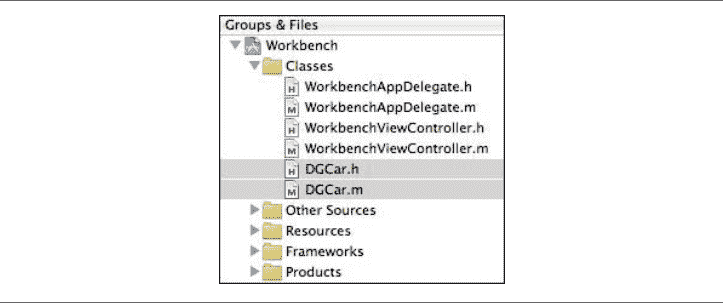 Groups & Files
Workbench
Classes
WorkbenchAppDelegate.h
WorkbenchAppDelegate.m
WorkbenchViewController.h
WorkbenchViewController.m
DGCar.h
DGCar.m
Other Sources
Resources
Frameworks
Products